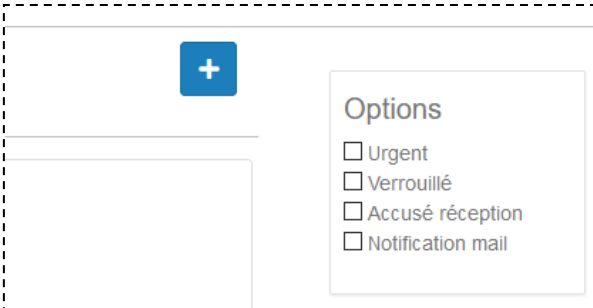 +
Options
Urgent
Verrouillé
Accusé réception
Notification mail